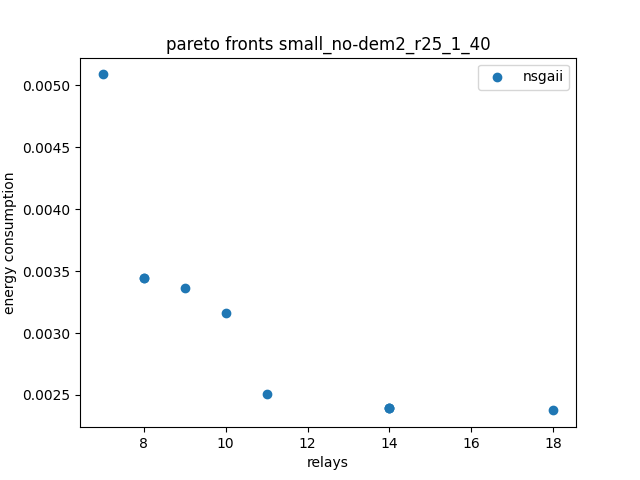 pareto fronts small_no-dem2_r25_1_40
nsgaii
0.0050
0.0045
0.0040
0.0035
0.0030
0.0025
energy consumption
8 10 12 14 16 18
relays